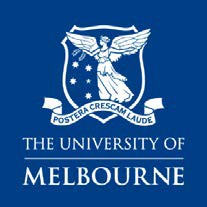 POSTERA CRESCAM LAUDE
THE UNIVERSITY OF
MELBOURNE